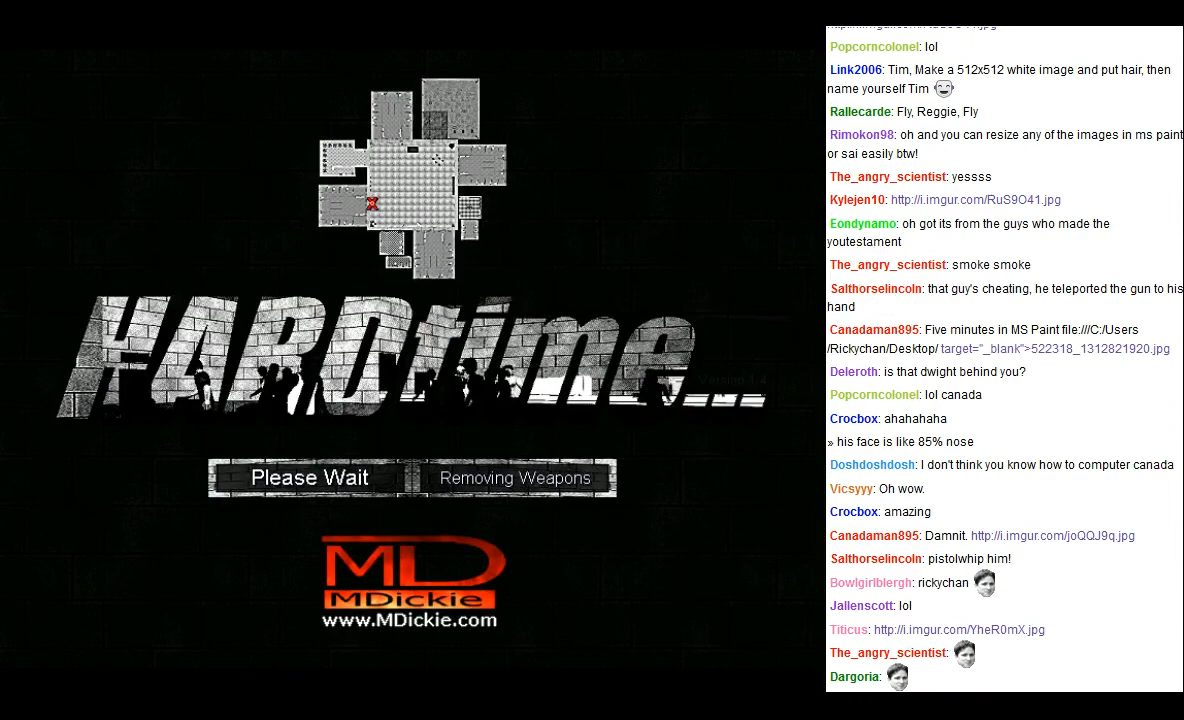 HARDtime...
Version 1.4
Please Wait
Removing Weapons
MD
MDickie
www.MDickie.com
Popcorncolonel: lol
Link2006: Tim, Make a 512x512 white image and put hair, then
name yourself Tim
Rallecarde: Fly, Reggie, Fly
Rimokon98: oh and you can resize any of the images in ms paint
or sai easily btw!
The_angry_scientist: yessss
Kylejen10: http://i.imgur.com/RuS9O41.jpg
Eondynamo: oh got its from the guys who made the
youtestament
The_angry_scientist: smoke smoke
Salthorselincoln: that guy's cheating, he teleported the gun to his
hand
Canadaman895: Five minutes in MS Paint file:///C:/Users
/Rickychan/Desktop/ target="_blank">522318_1312821920.jpg
Deleroth: is that dwight behind you?
Popcorncolonel: lol canada
Crocbox: ahahahaha
» his face is like 85% nose
Doshdoshdosh: I don't think you know how to computer canada
Vicsyyy: Oh wow.
Crocbox: amazing
Canadaman895: Damnit. http://i.imgur.com/joQQJ9q.jpg
Salthorselincoln: pistolwhip him!
Bowlgirlblergh: rickychan
Jallenscott: lol
Titicus: http://i.imgur.com/YheR0mX.jpg
The_angry_scientist:
Dargoria: